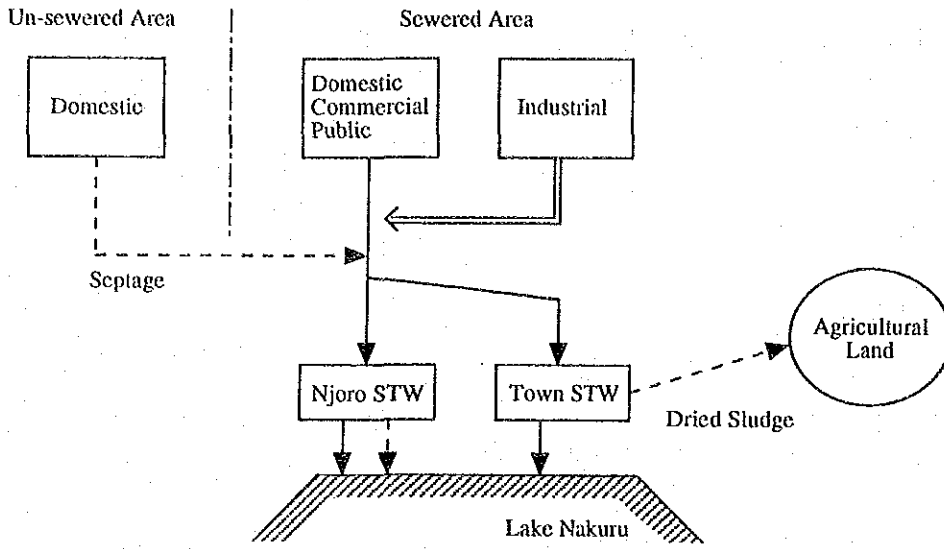 Un-sewered Area
Sewered Area
Domestic
Domestic
Commercial
Public
Industrial
Septage
Agricultural
Land
Njoro STW
Town STW
Dried Sludge
Lake Nakuru